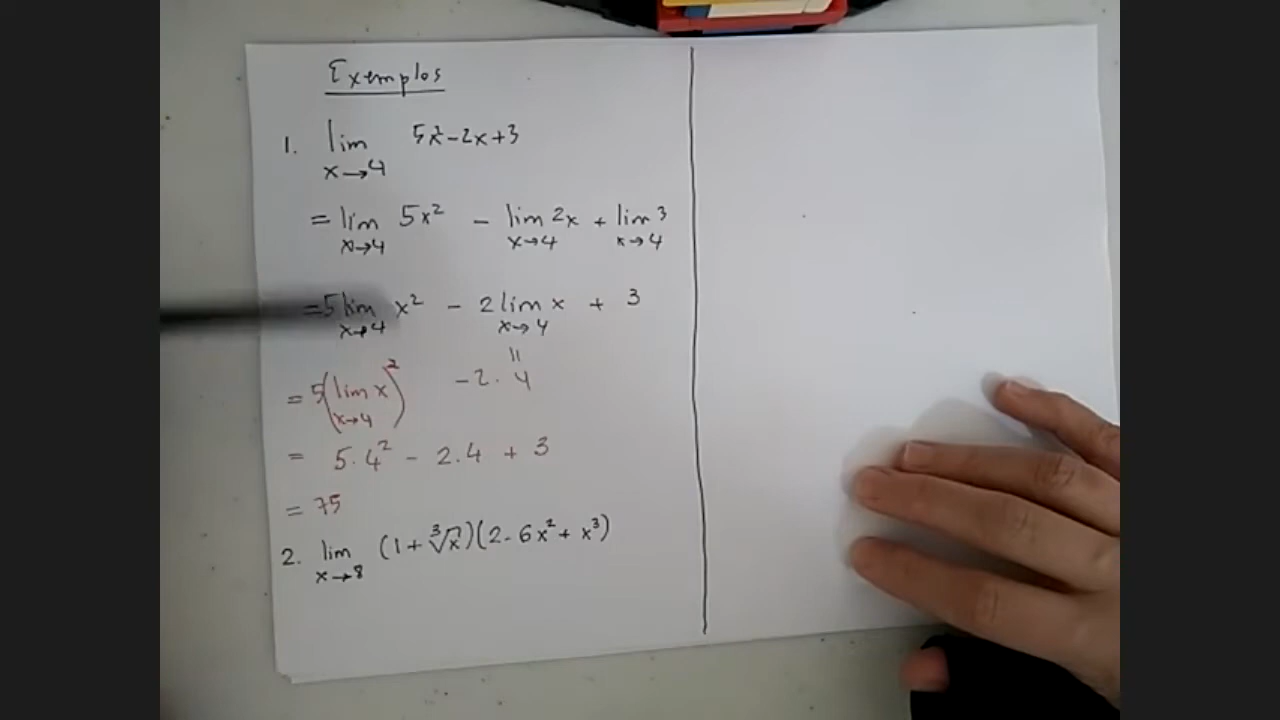 Exemplos
1. lim 5x²-2x+3
x→4
= lim 5x² - lim 2x + lim 3
x→4 x→4 x→4
=5lim x² - 2 lim x + 3
x→4 x→4
= 5(lim x)² -2. 4
x→4
= 5.4² - 2.4 + 3
= 75
2. lim (1+∛x)(2-6x²+x³)
x→8